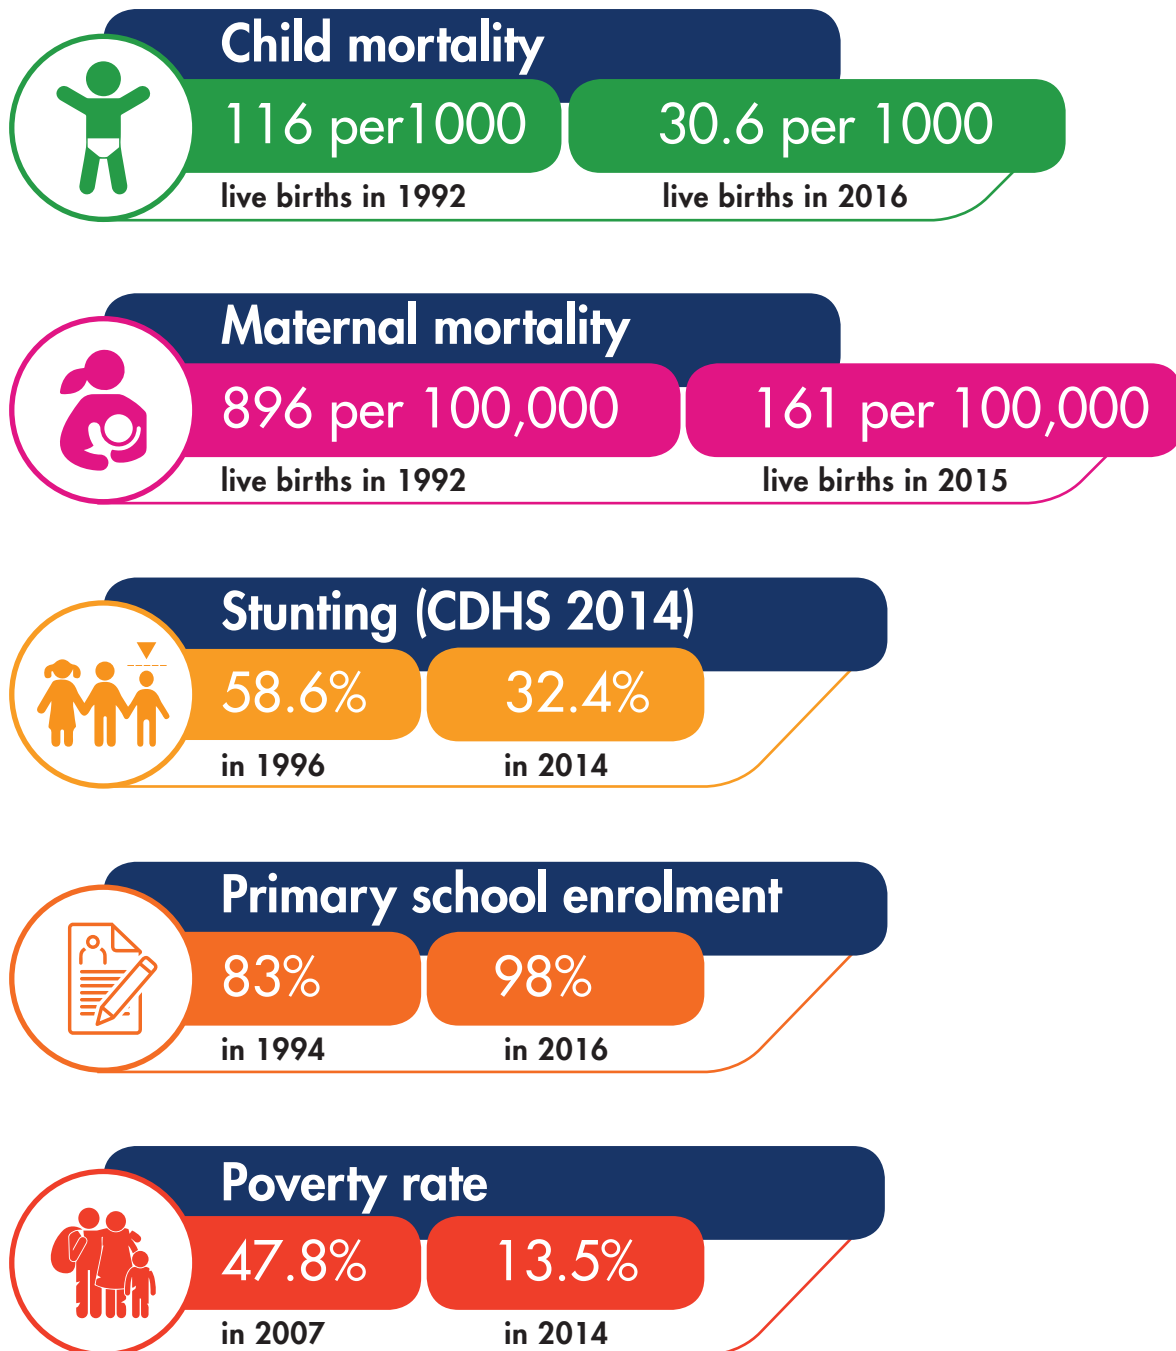 Child mortality
116 per1000
30.6 per 1000
live births in 1992
live births in 2016
Maternal mortality
896 per 100,000
161 per 100,000
live births in 1992
live births in 2015
Stunting (CDHS 2014)
58.6%
32.4%
in 1996
in 2014
Primary school enrolment
83%
98%
in 1994
in 2016
Poverty rate
47.8%
13.5%
in 2007
in 2014